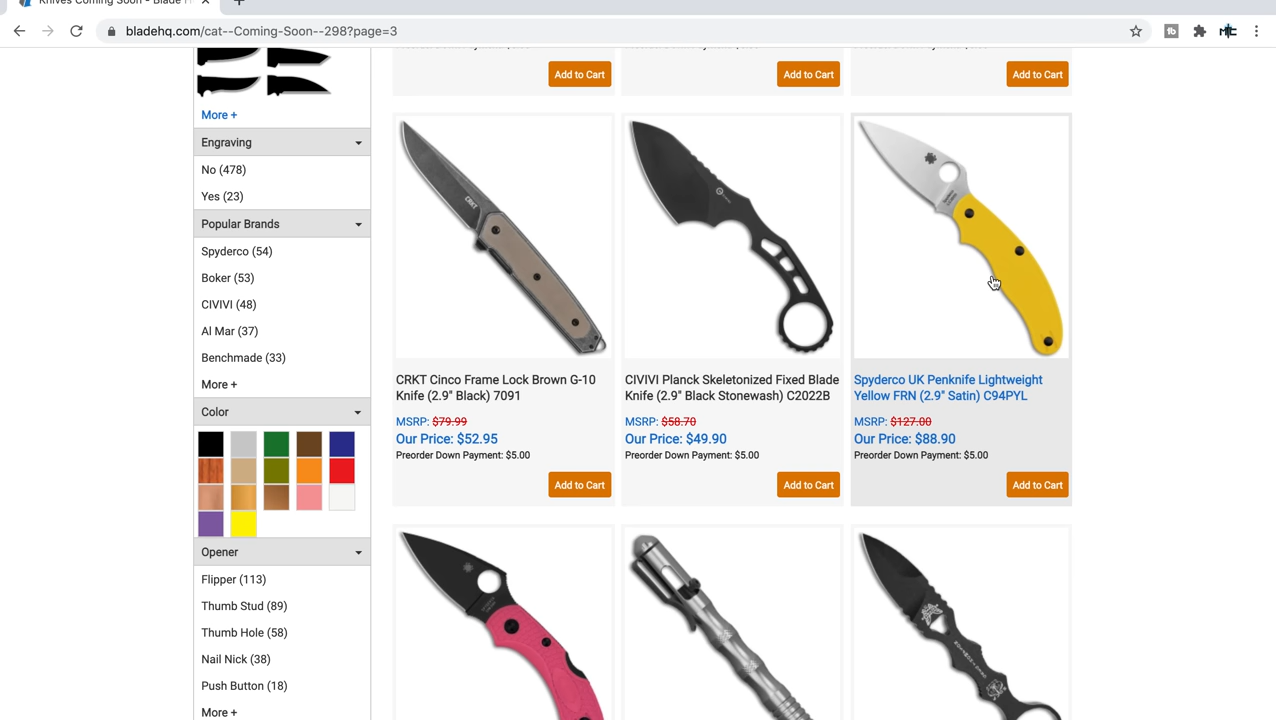 bladehq.com/cat--Coming-Soon--298?page=3
Add to Cart
Add to Cart
Add to Cart
More +
Engraving
No (478)
Yes (23)
Popular Brands
Spyderco (54)
Boker (53)
CIVIVI (48)
Al Mar (37)
Benchmade (33)
More +
Color
Opener
Flipper (113)
Thumb Stud (89)
Thumb Hole (58)
Nail Nick (38)
Push Button (18)
More +
CRKT
CRKT Cinco Frame Lock Brown G-10
Knife (2.9" Black) 7091
MSRP: $79.99
Our Price: $52.95
Preorder Down Payment: $5.00
Add to Cart
CIVIVI Planck Skeletonized Fixed Blade
Knife (2.9" Black Stonewash) C2022B
MSRP: $58.70
Our Price: $49.90
Preorder Down Payment: $5.00
Add to Cart
Spyderco UK Penknife Lightweight
Yellow FRN (2.9" Satin) C94PYL
MSRP: $127.00
Our Price: $88.90
Preorder Down Payment: $5.00
Add to Cart